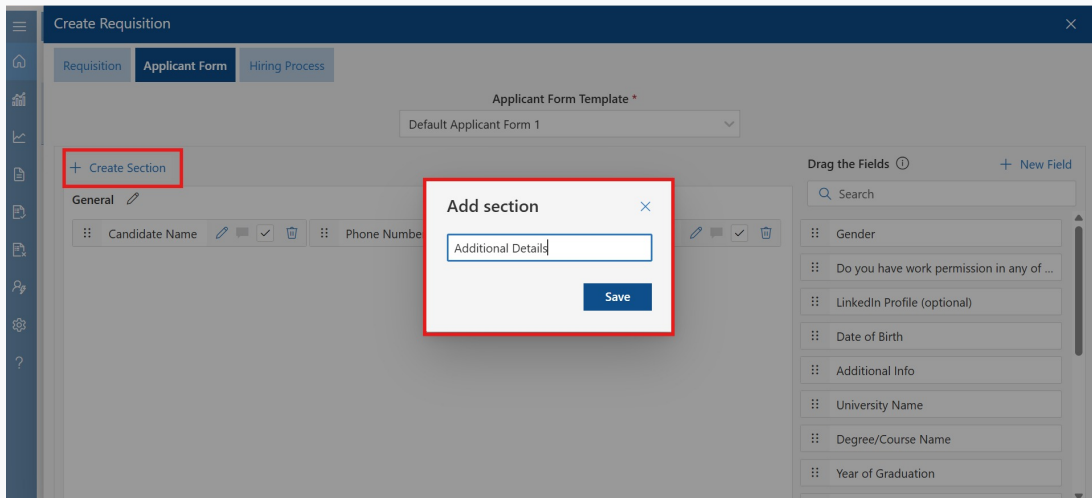 Create Requisition
Requisition
Applicant Form
Hiring Process
Applicant Form Template *
Default Applicant Form 1
+ Create Section
Drag the Fields
+ New Field
Search
General
Candidate Name
Phone Numbe
Add section
Additional Details
Save
Gender
Do you have work permission in any of ...
LinkedIn Profile (optional)
Date of Birth
Additional Info
University Name
Degree/Course Name
Year of Graduation